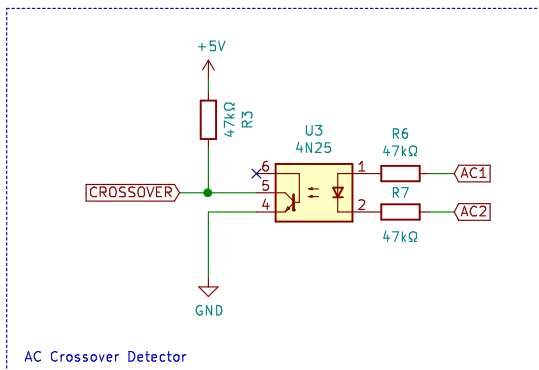 +5V
47kΩ
R3
U3
4N25
R6
47kΩ
6
1
AC1
CROSSOVER
5
R7
4
2
AC2
47kΩ
GND
AC Crossover Detector